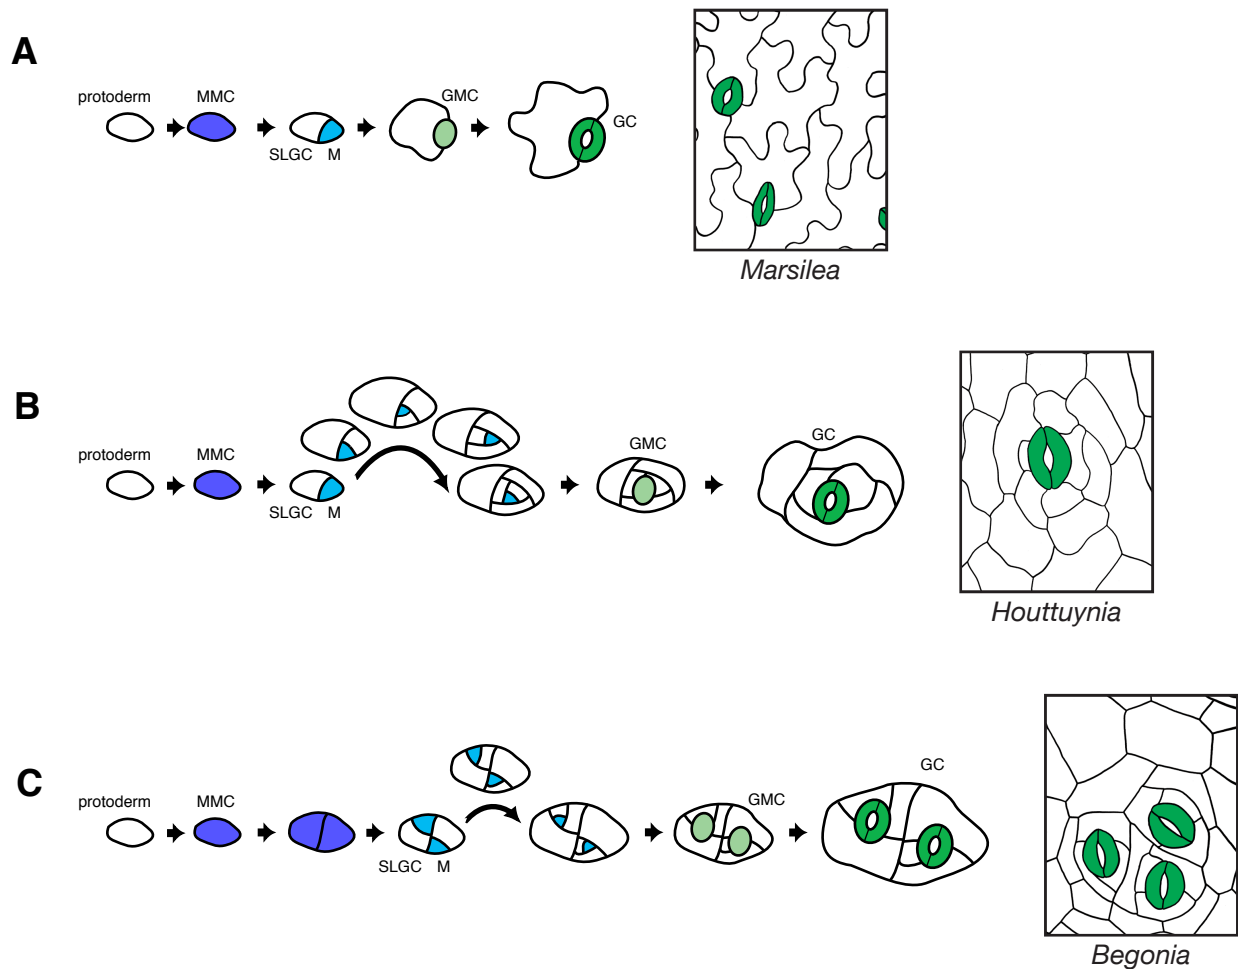 A
protoderm
MMC
SLGC
M
GMC
GC
Marsilea
B
protoderm
MMC
SLGC
M
GMC
GC
Houttuynia
C
protoderm
MMC
SLGC
M
GMC
GC
Begonia